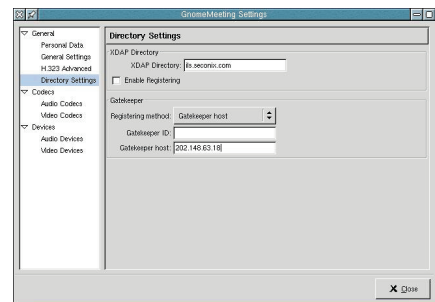 GnomeMeeting Settings
General
Personal Data
General Settings
H.323 Advanced
Directory Settings
Codecs
Audio Codecs
Video Codecs
Devices
Audio Devices
Video Devices
Directory Settings
XDAP Directory
XDAP Directory: ils.seconix.com
Enable Registering
Gatekeeper
Registering method: Gatekeeper host
Gatekeeper ID:
Gatekeeper host: 202.148.63.18
Close